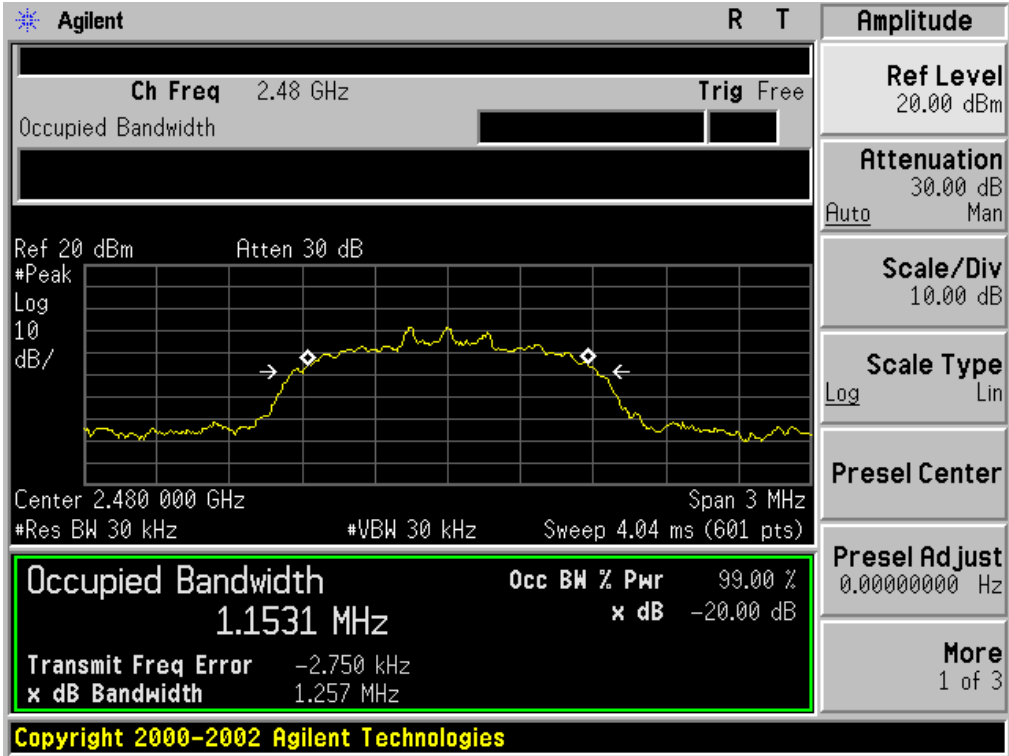 Agilent R T
Ch Freq 2.48 GHz Trig Free
Occupied Bandwidth
Ref 20 dBm Atten 30 dB
#Peak
Log
10
dB/
Center 2.480 000 GHz Span 3 MHz
#Res BW 30 kHz #VBW 30 kHz Sweep 4.04 ms (601 pts)
Occupied Bandwidth
1.1531 MHz
Occ BW % Pwr 99.00 %
x dB -20.00 dB
Transmit Freq Error -2.750 kHz
x dB Bandwidth 1.257 MHz
Copyright 2000-2002 Agilent Technologies
Amplitude
Ref Level
20.00 dBm
Attenuation
30.00 dB
Auto Man
Scale/Div
10.00 dB
Scale Type
Log Lin
Presel Center
Presel Adjust
0.00000000 Hz
More
1 of 3